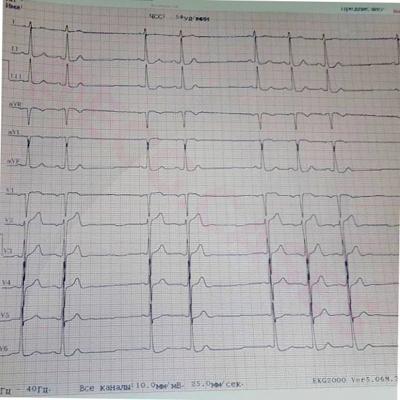 Имя:
ЧСС: 54уд/мин
I
II
III
aVR
aVL
aVF
V1
V2
V3
V4
V5
V6
Гц - 40Гц.
Все каналы:10.0мм/мВ. 25.0мм/сек.
EKG2000 Ver5.06M.